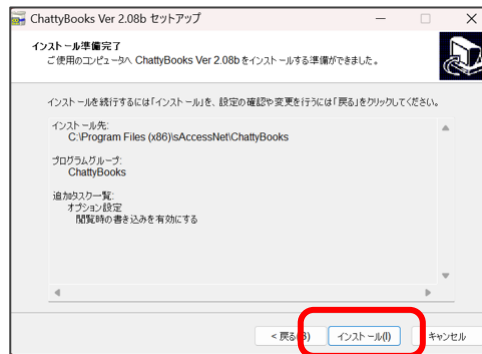 ChattyBooks Ver 2.08b セットアップ
インストール準備完了
ご使用のコンピュータへ ChattyBooks Ver 2.08b をインストールする準備ができました。
インストールを続行するには「インストール」を、設定の確認や変更を行うには「戻る」をクリックしてください。
インストール先:
C:\Program Files (x86)\sAccessNet\ChattyBooks
プログラムグループ:
ChattyBooks
追加タスク一覧:
オプション設定
閲覧時の書き込みを有効にする
< 戻る(B) インストール(I) キャンセル